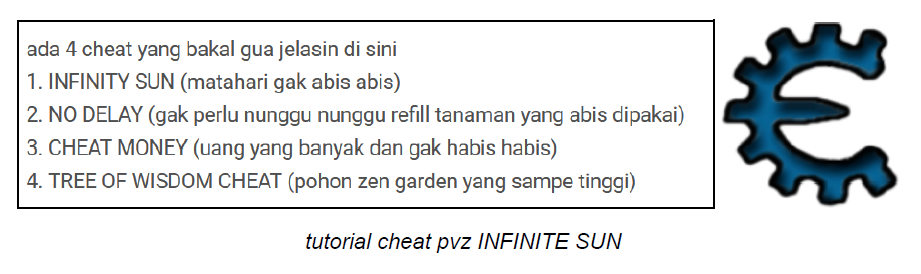 ada 4 cheat yang bakal gua jelasin di sini
1. INFINITY SUN (matahari gak abis abis)
2. NO DELAY (gak perlu nunggu nunggu refill tanaman yang abis dipakai)
3. CHEAT MONEY (uang yang banyak dan gak habis habis)
4. TREE OF WISDOM CHEAT (pohon zen garden yang sampe tinggi)
tutorial cheat pvz INFINITE SUN